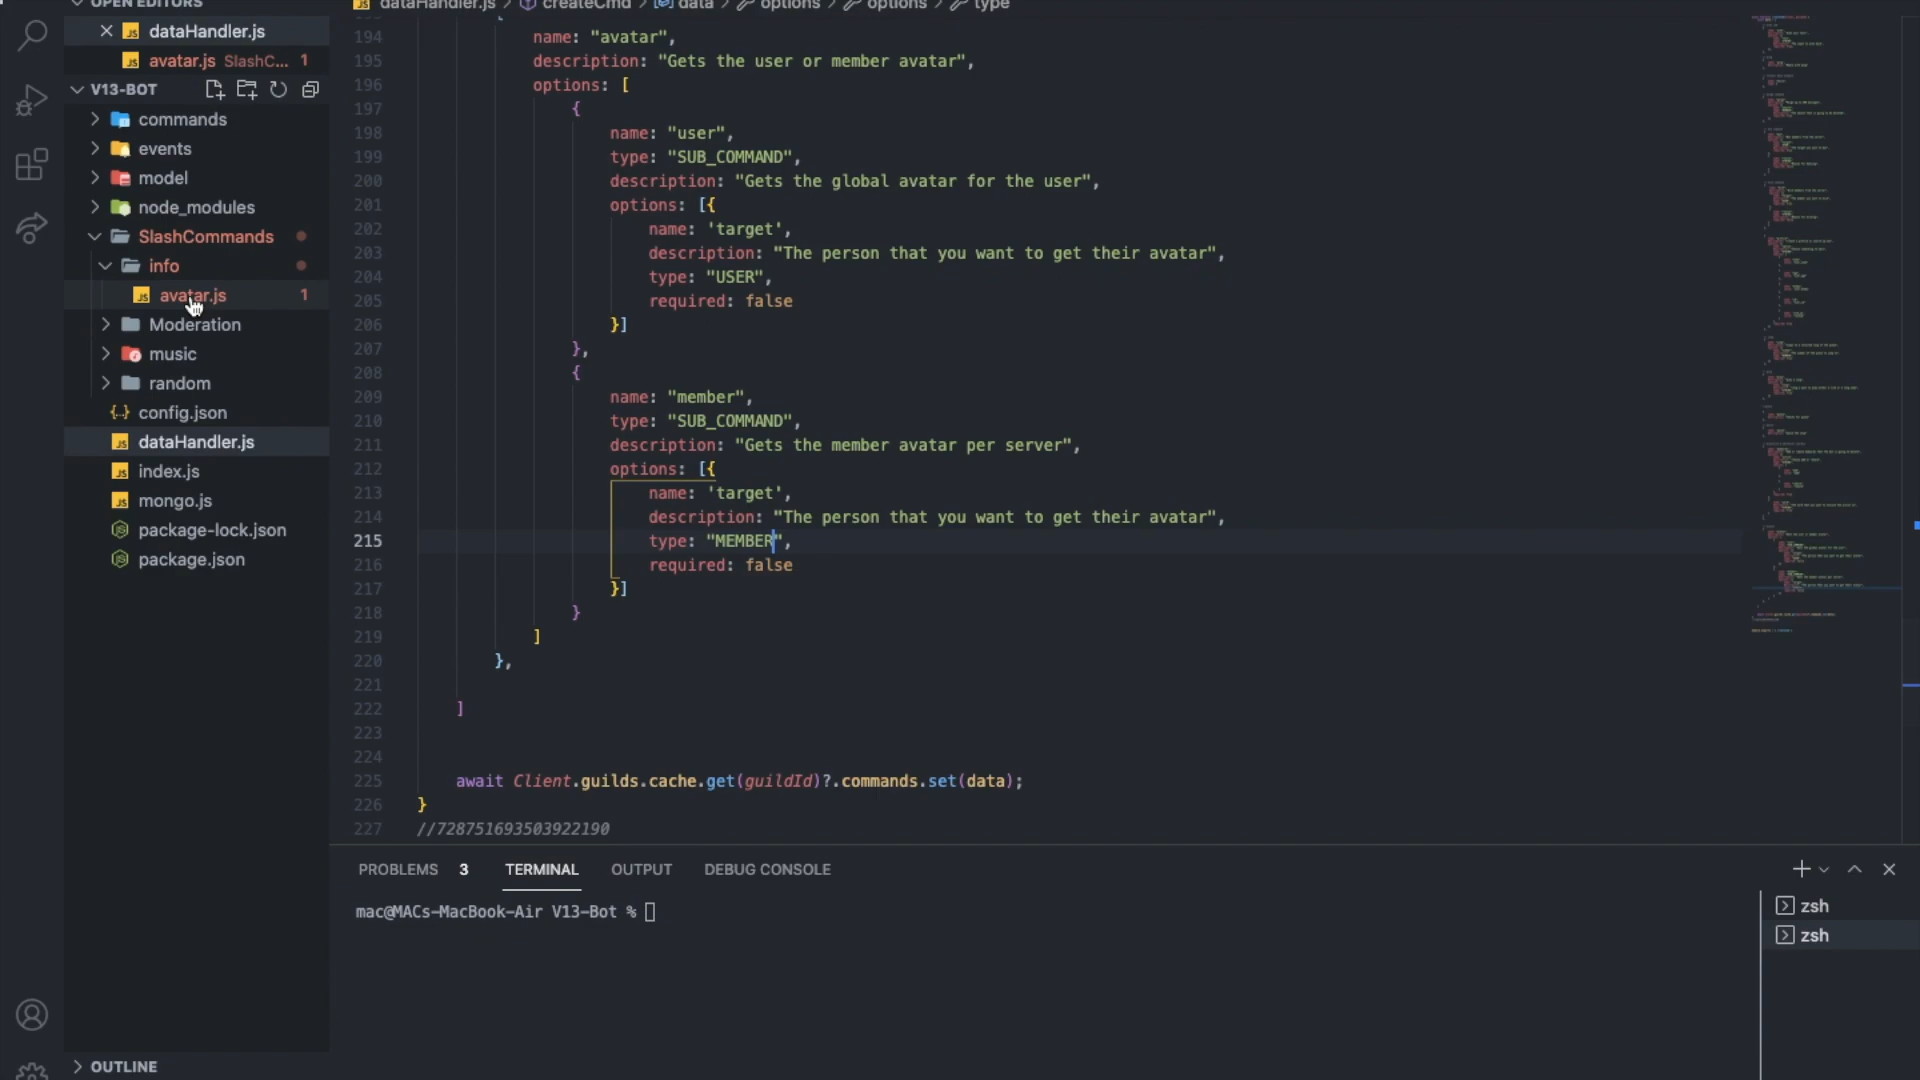 OPEN EDITORS
dataHandler.js
avatar.js SlashC... 1
V13-BOT
commands
events
model
node_modules
SlashCommands
info
avatar.js 1
Moderation
music
random
config.json
dataHandler.js
index.js
mongo.js
package-lock.json
package.json
OUTLINE
dataHandler.js > createCmd > data > options > options > type
194 name: "avatar",
195 description: "Gets the user or member avatar",
196 options: [
197 {
198 name: "user",
199 type: "SUB_COMMAND",
200 description: "Gets the global avatar for the user",
201 options: [{
202 name: 'target',
203 description: "The person that you want to get their avatar",
204 type: "USER",
205 required: false
206 }]
207 },
208 {
209 name: "member",
210 type: "SUB_COMMAND",
211 description: "Gets the member avatar per server",
212 options: [{
213 name: 'target',
214 description: "The person that you want to get their avatar",
215 type: "MEMBER",
216 required: false
217 }]
218 }
219 ]
220 },
221
222 ]
223
224
225 await Client.guilds.cache.get(guildId)?.commands.set(data);
226 }
227 //728751693503922190
PROBLEMS 3 TERMINAL OUTPUT DEBUG CONSOLE
mac@MACs-MacBook-Air V13-Bot %
zsh
zsh